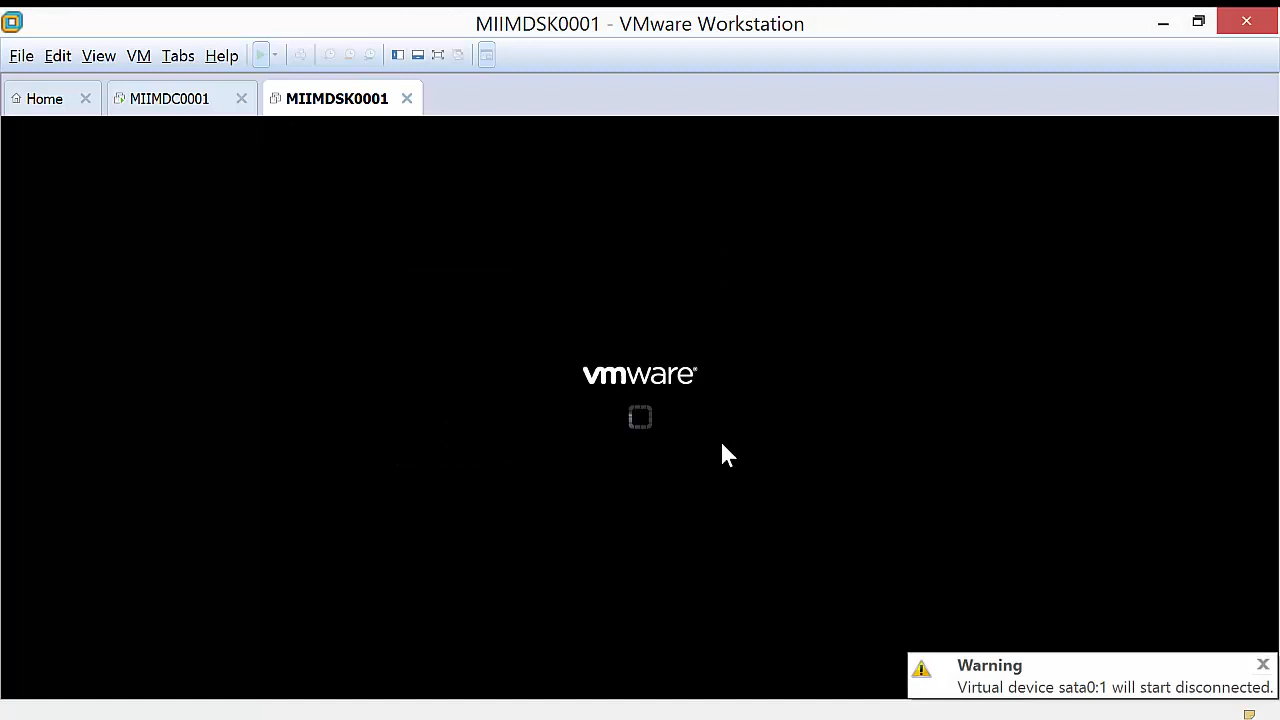 MIIMDSK0001 - VMware Workstation
File Edit View VM Tabs Help
Home MIIMDC0001 MIIMDSK0001
vmware®
Warning
Virtual device sata0:1 will start disconnected.